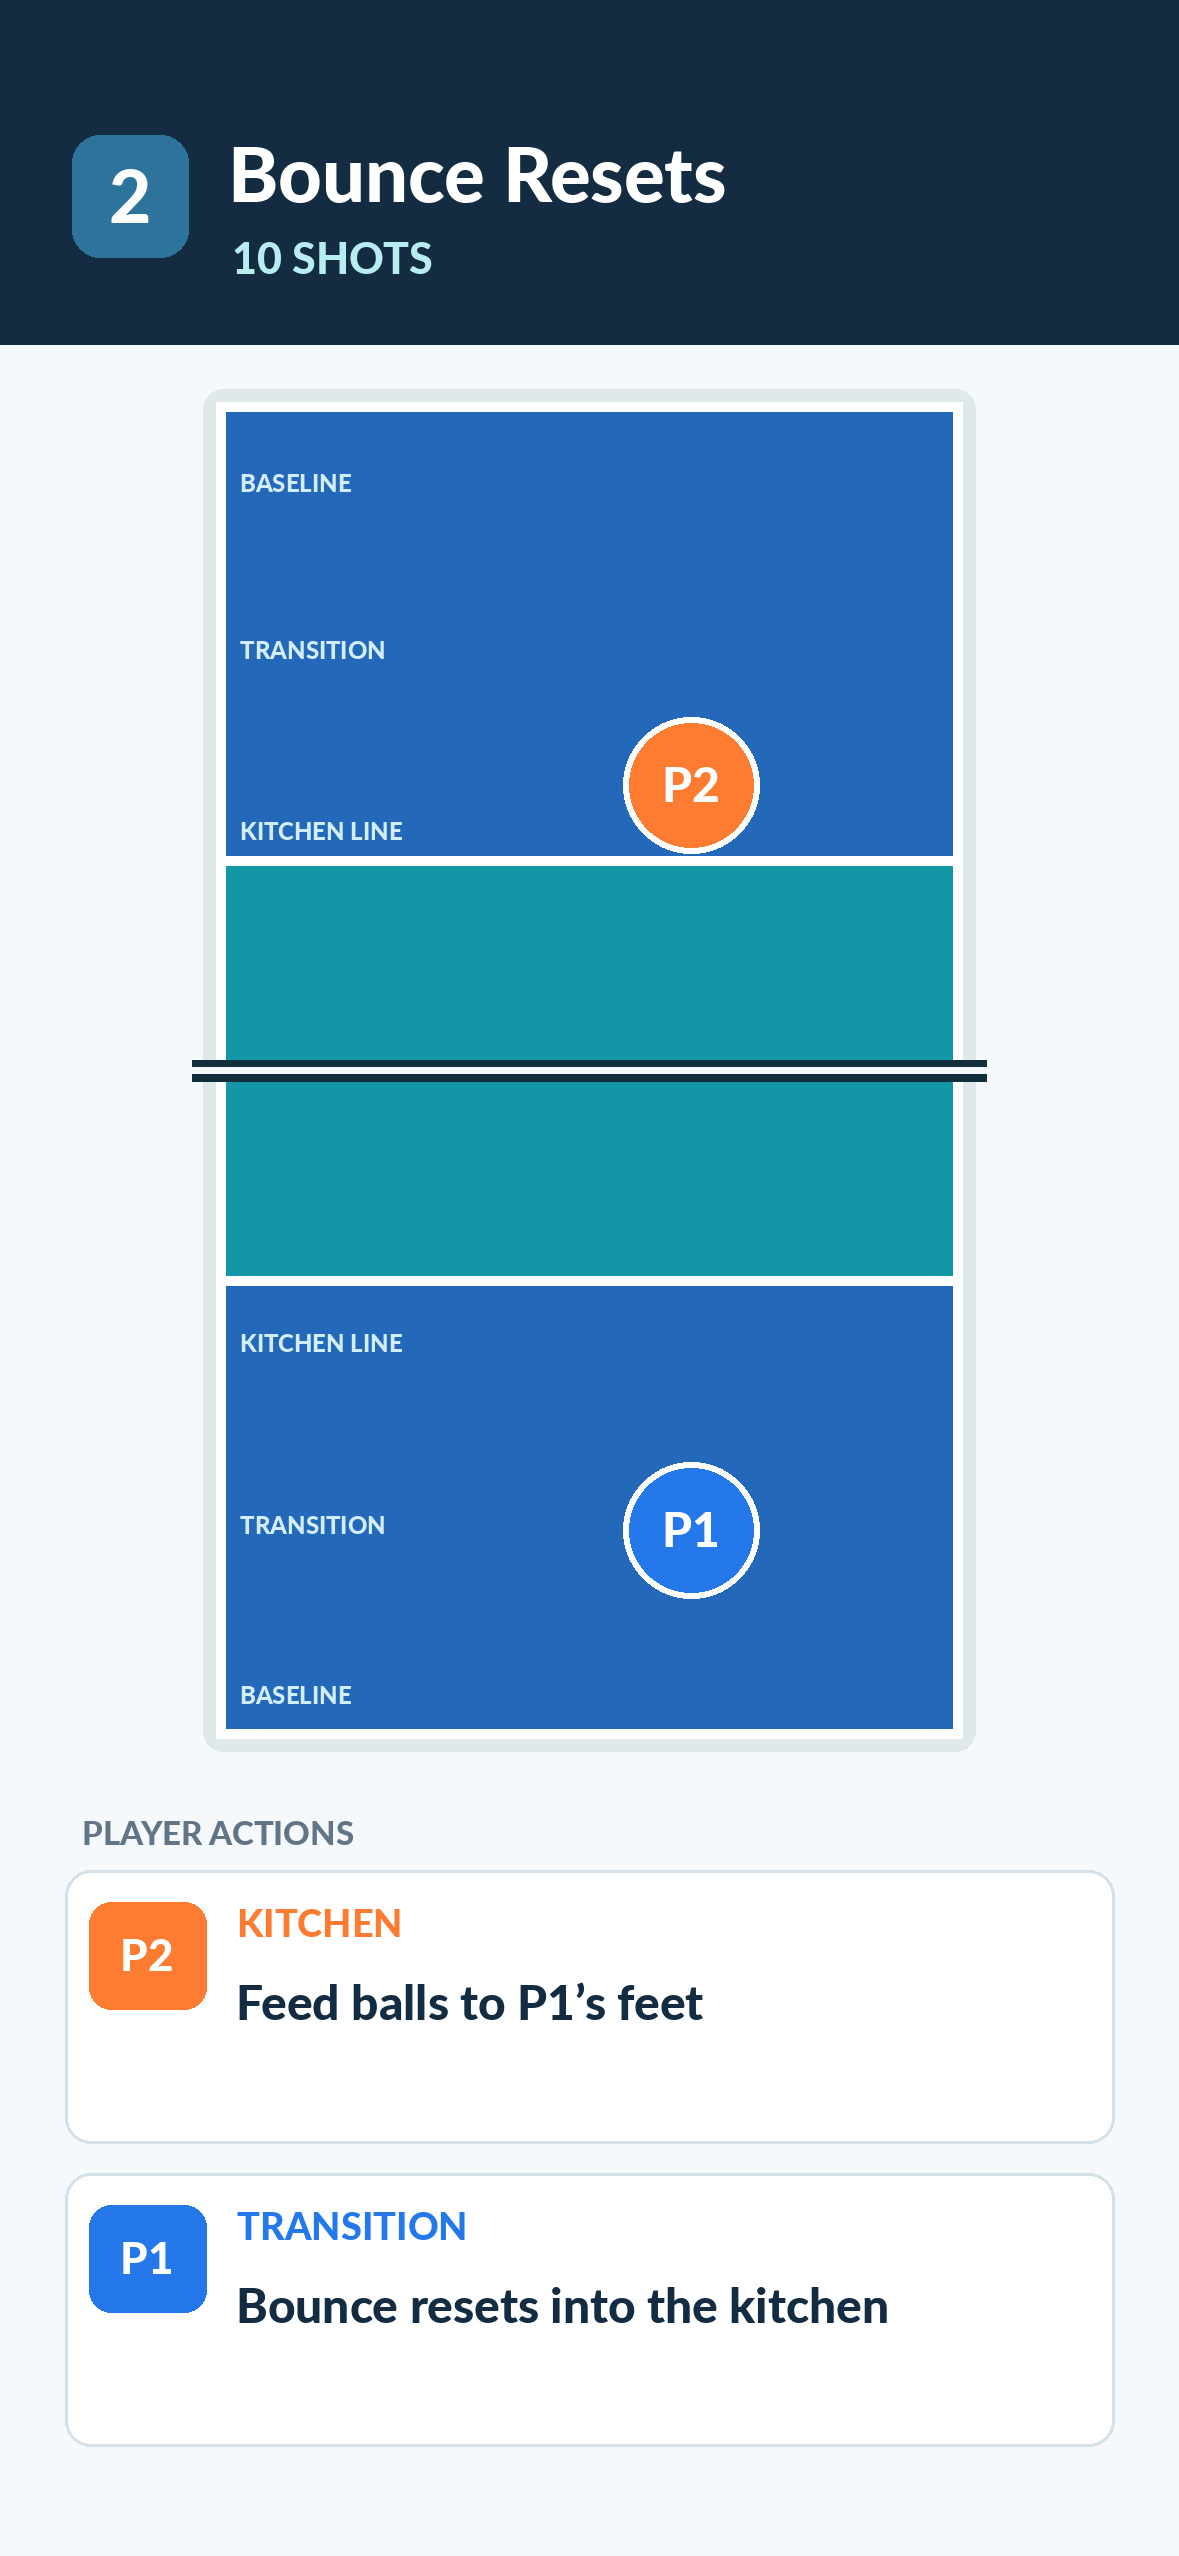 2
Bounce Resets
10 SHOTS
BASELINE
TRANSITION
P2
KITCHEN LINE
KITCHEN LINE
TRANSITION
P1
BASELINE
PLAYER ACTIONS
P2
KITCHEN
Feed balls to P1’s feet
P1
TRANSITION
Bounce resets into the kitchen